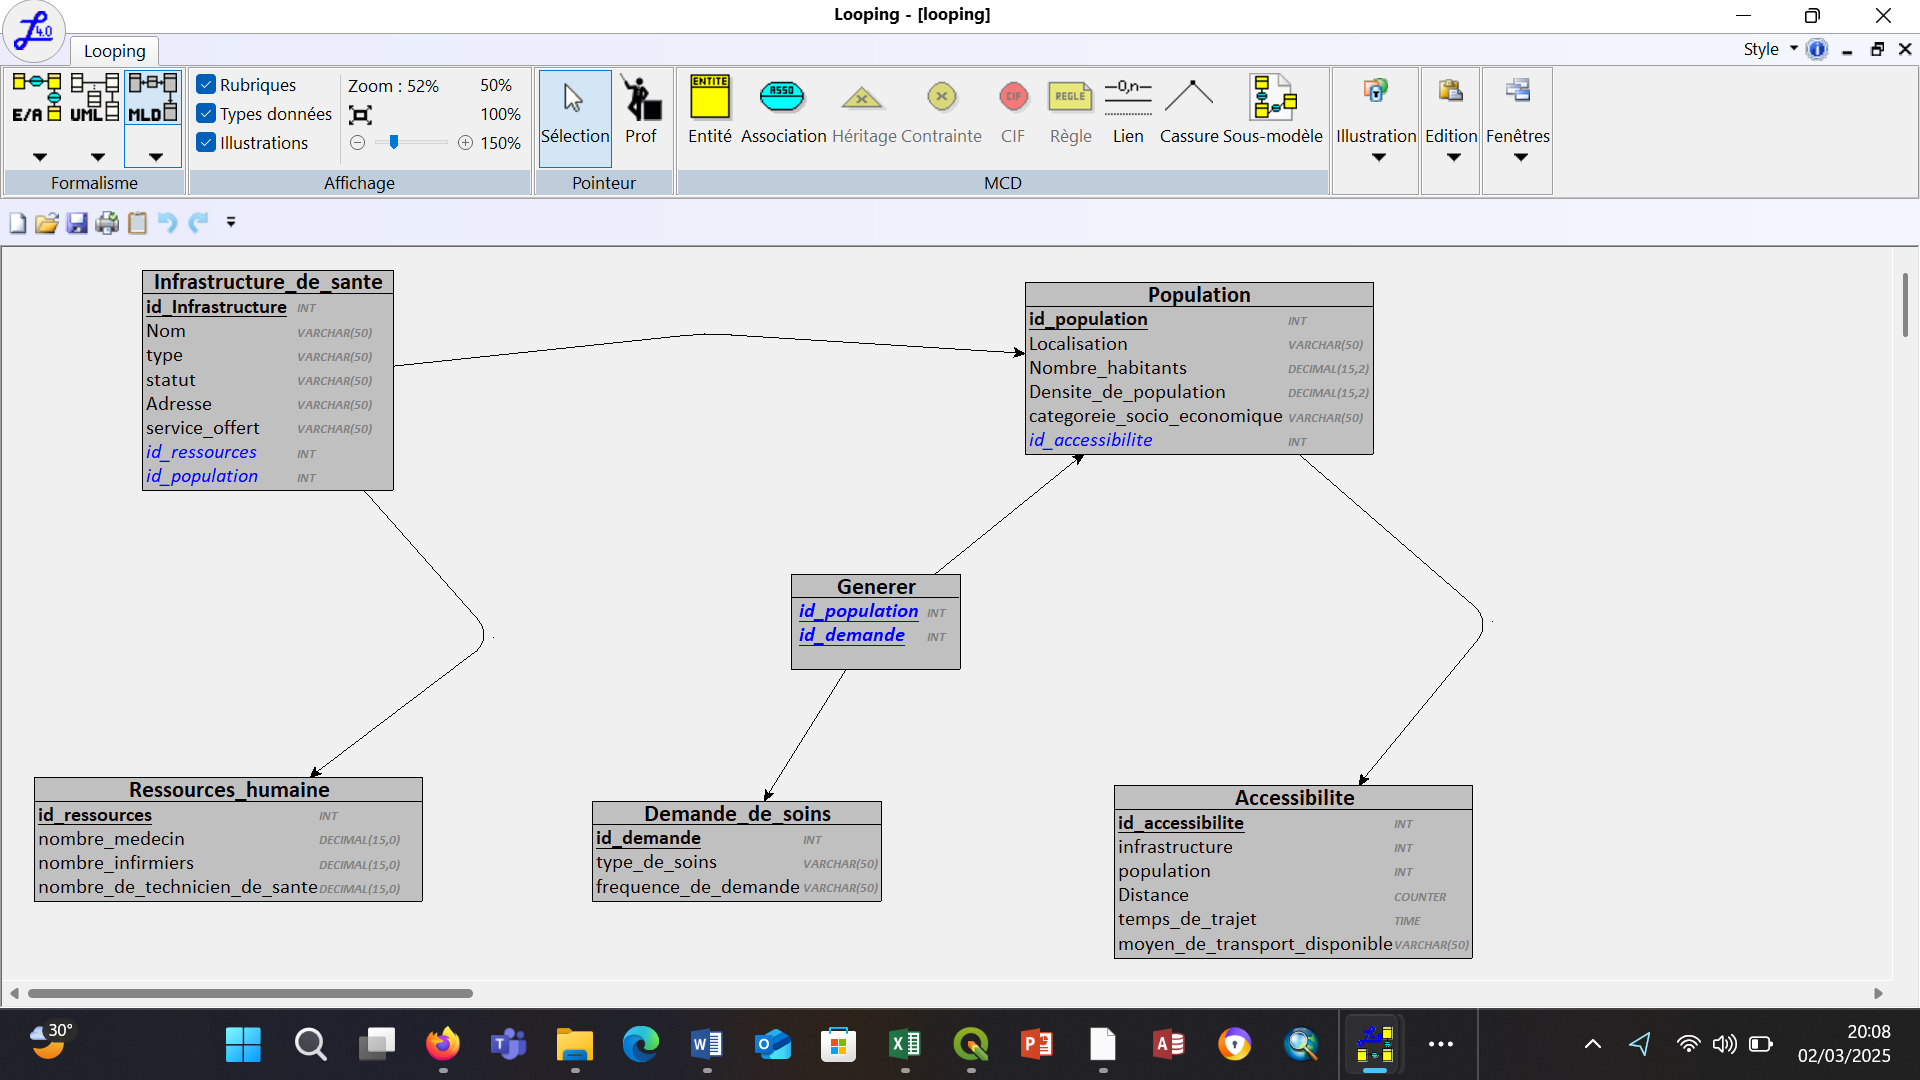 Looping - [looping]
4.0
Looping
Style
E/A
UML
MLD
Formalisme
Rubriques
Types données
Illustrations
Zoom : 52%
50%
100%
150%
Affichage
Sélection
Prof
Pointeur
ENTITE
Entité
ASSO
Association
Héritage
Contrainte
CIF
CIF
REGLE
Règle
—0,n—
Lien
Cassure
Sous-modèle
MCD
Illustration
Edition
Fenêtres
Infrastructure_de_sante
id_Infrastructure INT
Nom VARCHAR(50)
type VARCHAR(50)
statut VARCHAR(50)
Adresse VARCHAR(50)
service_offert VARCHAR(50)
id_ressources INT
id_population INT
Population
id_population INT
Localisation VARCHAR(50)
Nombre_habitants DECIMAL(15,2)
Densite_de_population DECIMAL(15,2)
categoreie_socio_economique VARCHAR(50)
id_accessibilite INT
Generer
id_population INT
id_demande INT
Ressources_humaine
id_ressources INT
nombre_medecin DECIMAL(15,0)
nombre_infirmiers DECIMAL(15,0)
nombre_de_technicien_de_sante DECIMAL(15,0)
Demande_de_soins
id_demande INT
type_de_soins VARCHAR(50)
frequence_de_demande VARCHAR(50)
Accessibilite
id_accessibilite INT
infrastructure INT
population INT
Distance COUNTER
temps_de_trajet TIME
moyen_de_transport_disponible VARCHAR(50)
30°
20:08
02/03/2025